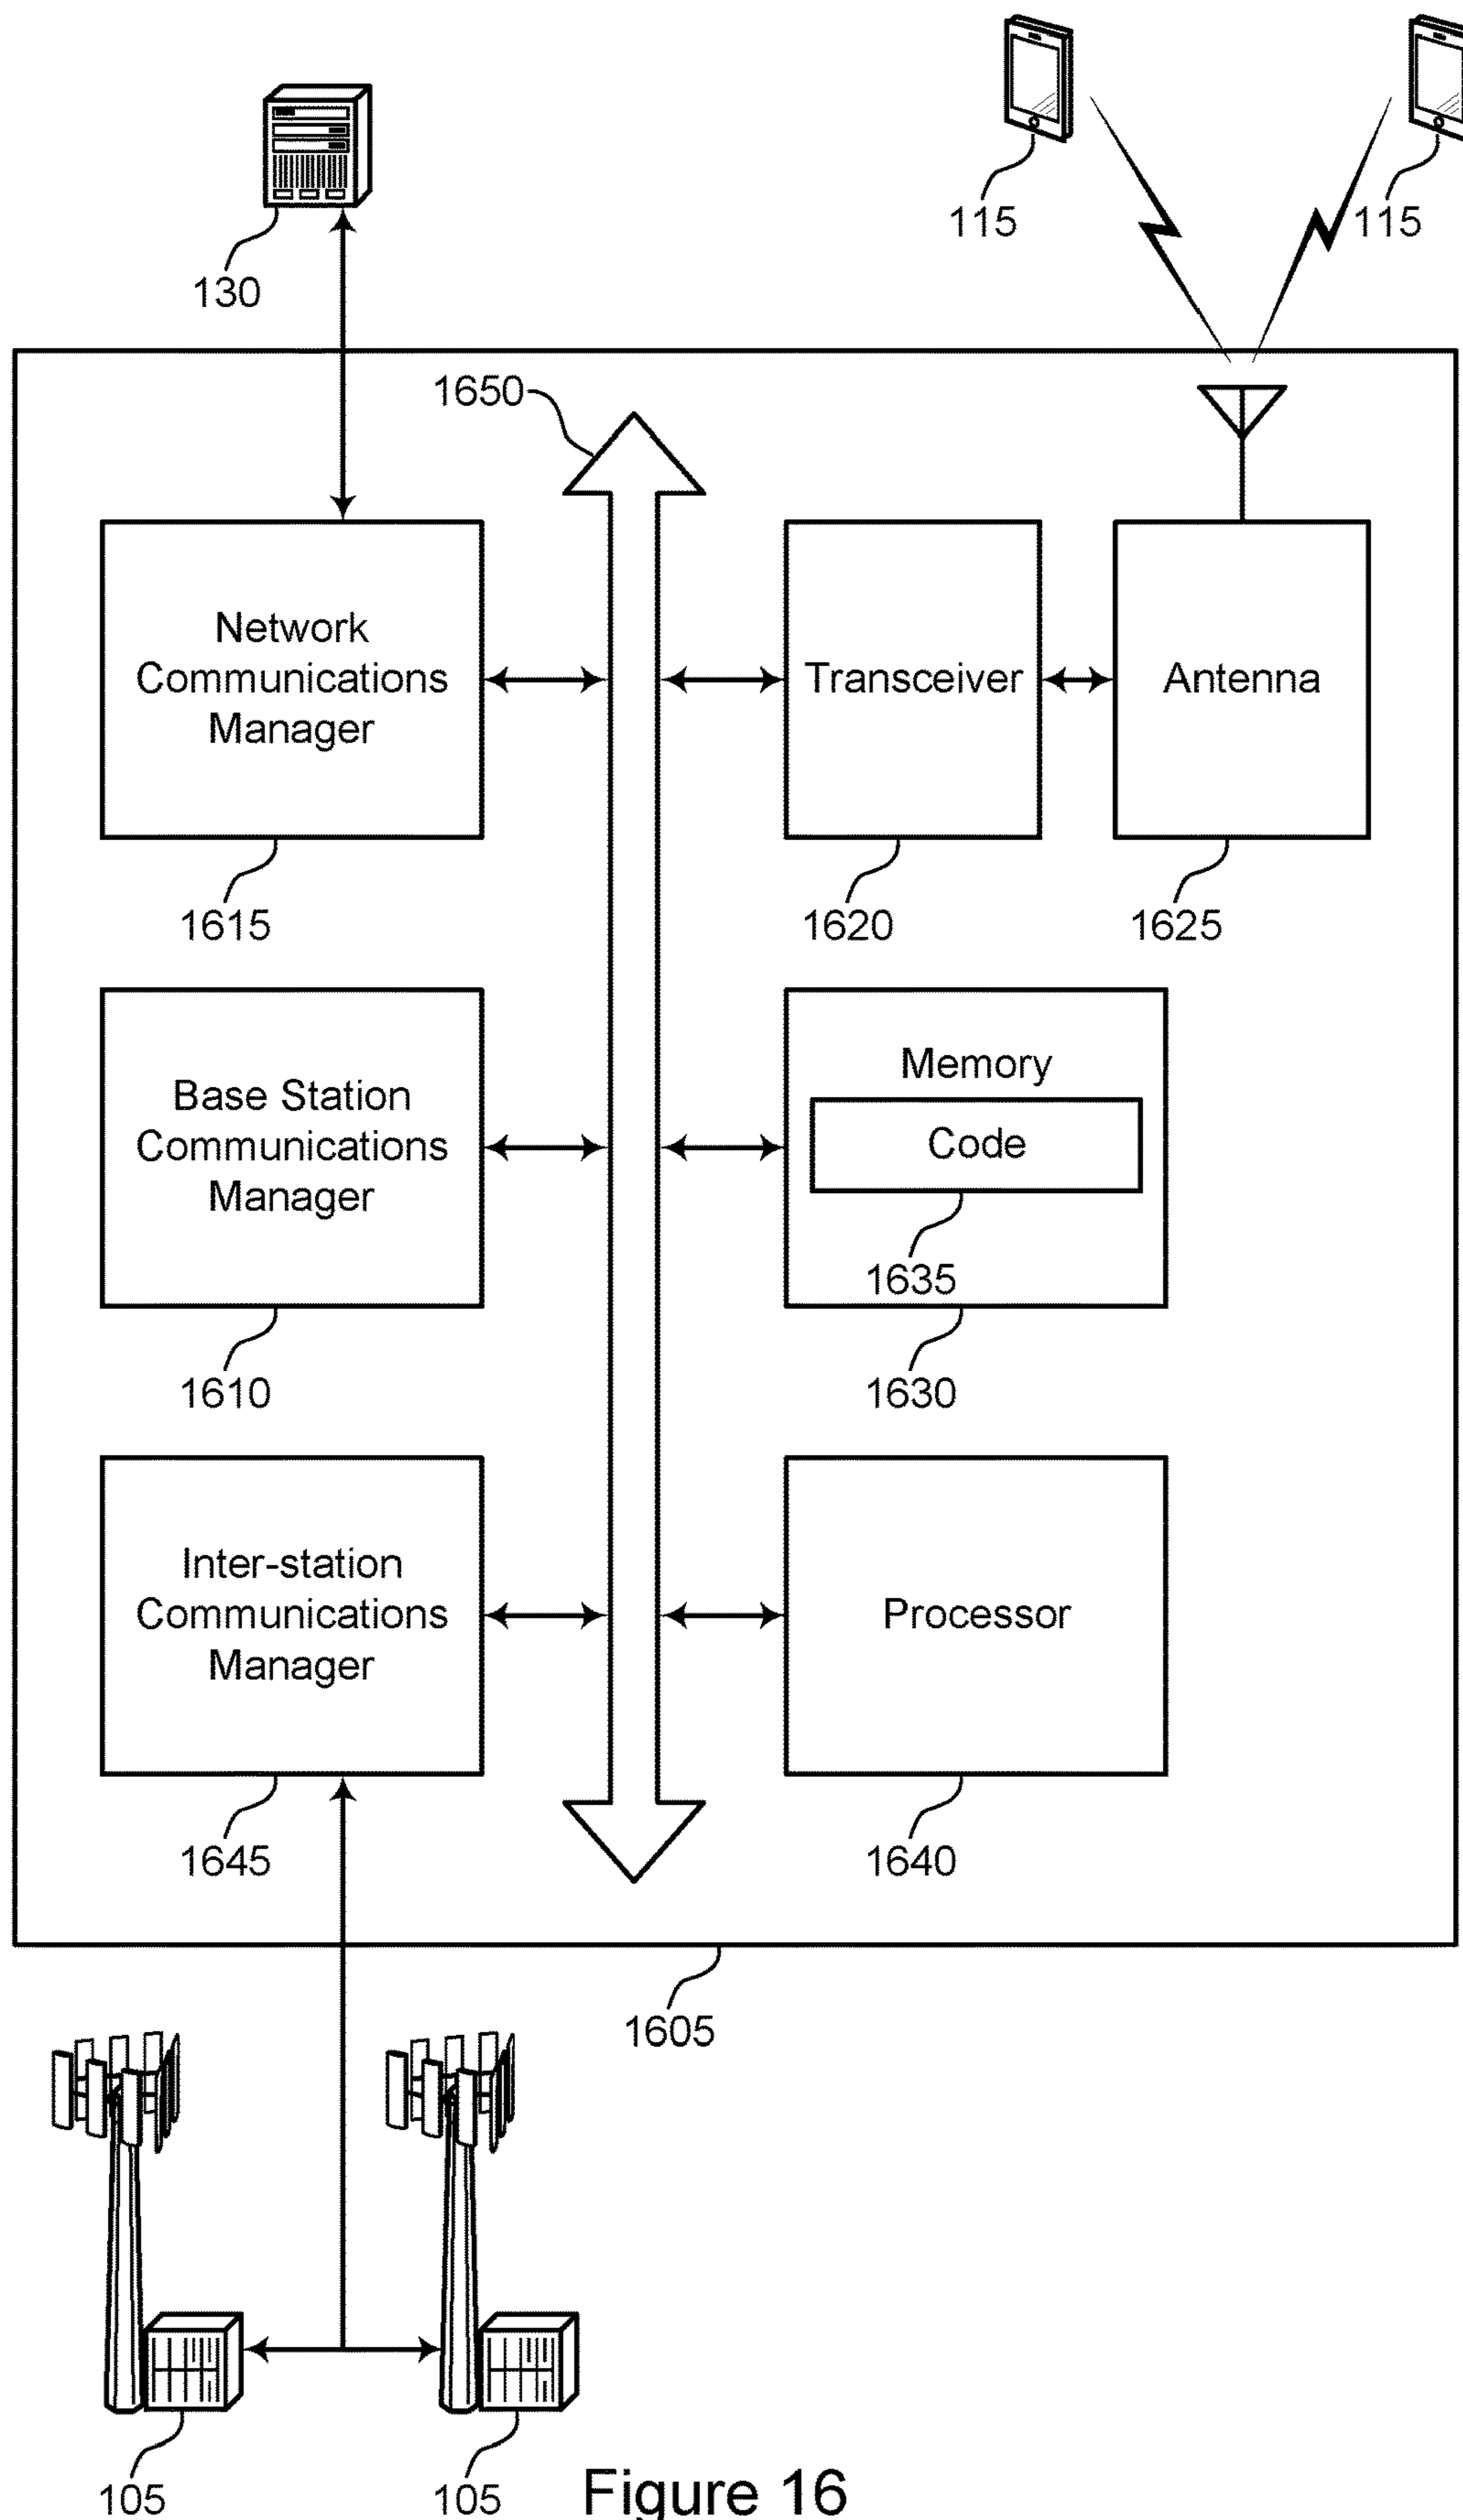 115
115
130
1650
Network
Communications
Manager
Transceiver
Antenna
1615
1620
1625
Base Station
Communications
Manager
Memory
Code
1635
1610
1630
Inter-station
Communications
Manager
Processor
1645
1640
1605
105
105
Figure 16